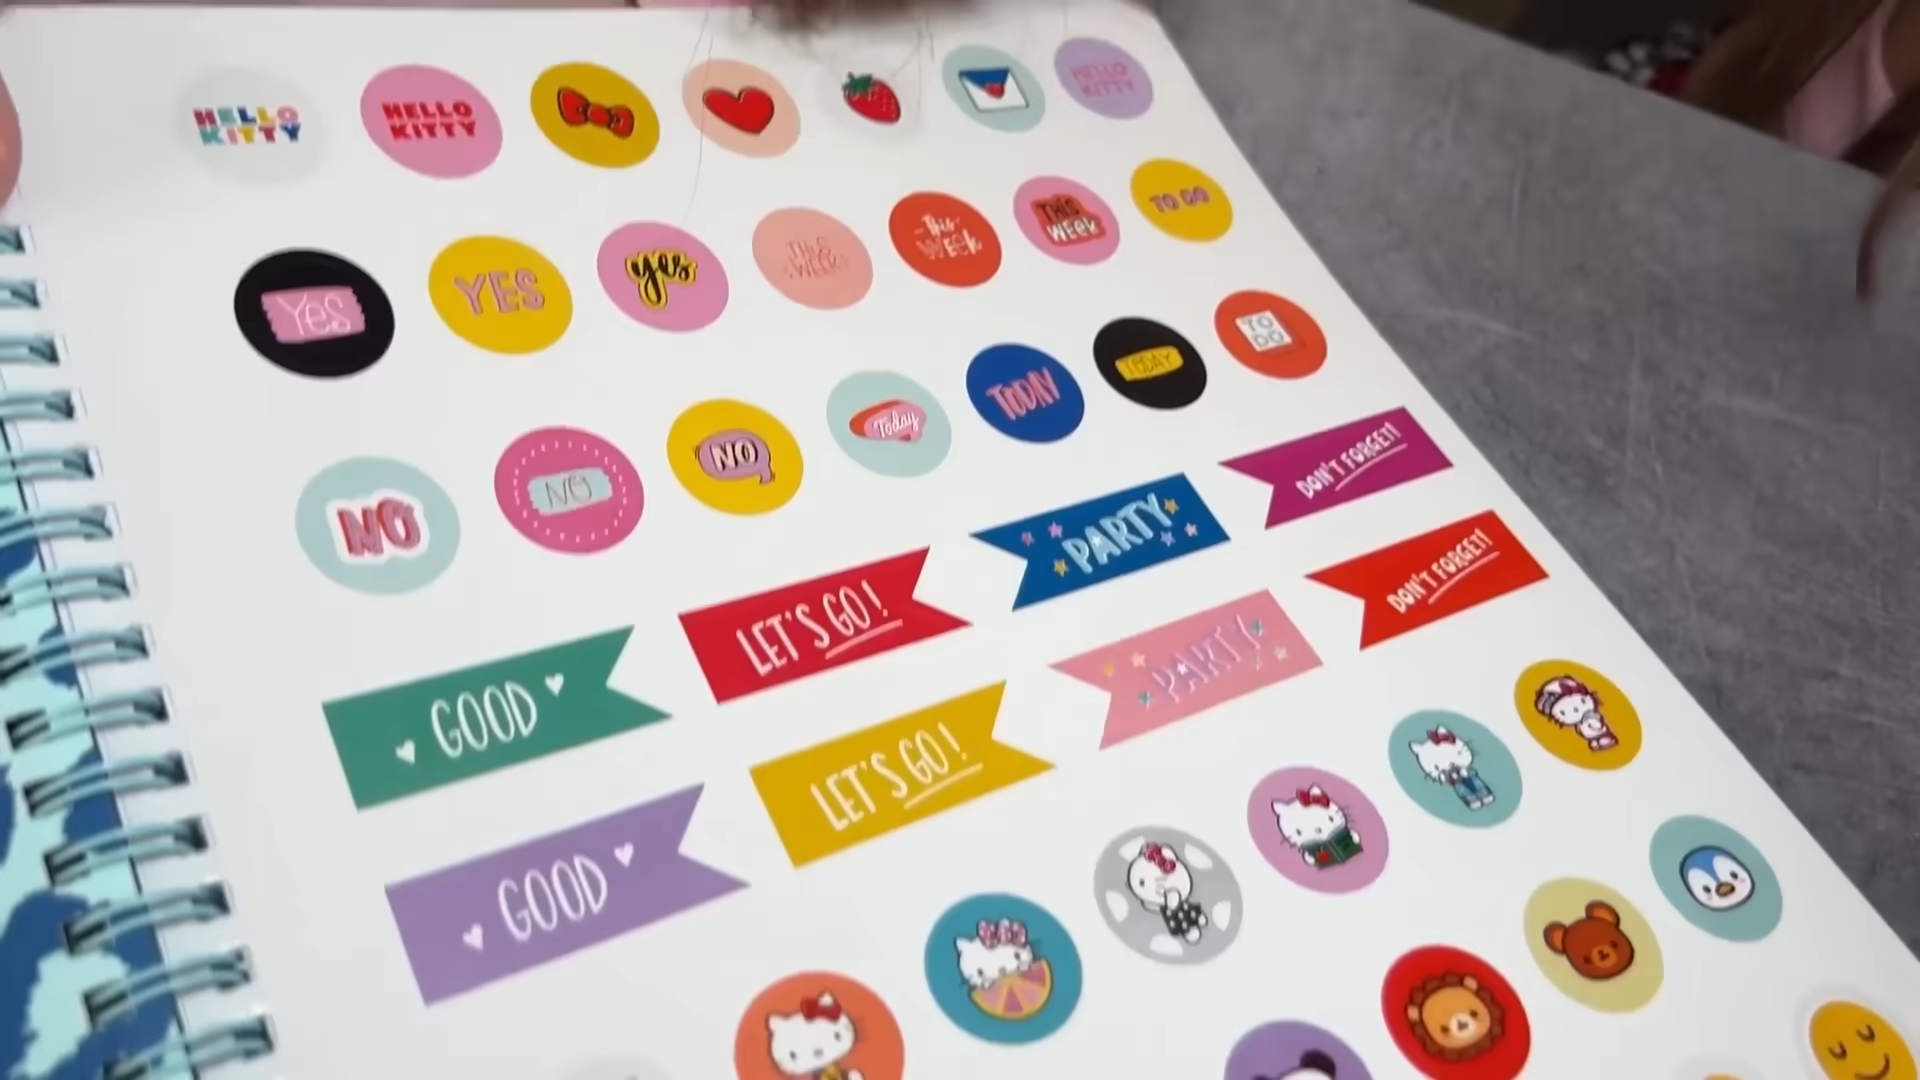 HELLO
KITTY
HELLO
KITTY
HELLO
KITTY
Yes
YES
yes
THIS
WEEK
This
WEEK
THIS
WEEK
TO DO
NO
NO
NO
Today
TODAY
TODAY
TO
DO
GOOD
LET'S GO!
PARTY
DON'T FORGET!
GOOD
LET'S GO!
PARTY
DON'T FORGET!